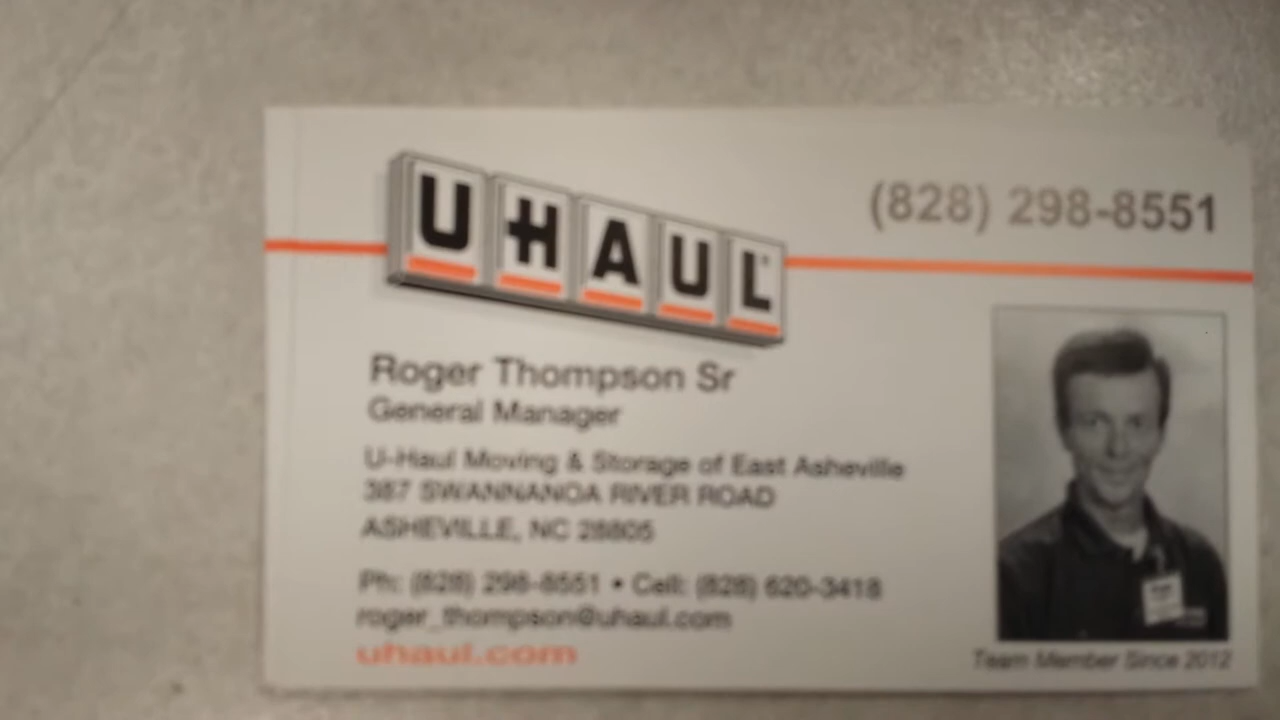 UHAUL
(828) 298-8551
Roger Thompson Sr
General Manager
U-Haul Moving & Storage of East Asheville
387 SWANNANOA RIVER ROAD
ASHEVILLE, NC 28805
Ph: (828) 298-8551 • Cell: (828) 620-3418
roger_thompson@uhaul.com
uhaul.com
Team Member Since 2012